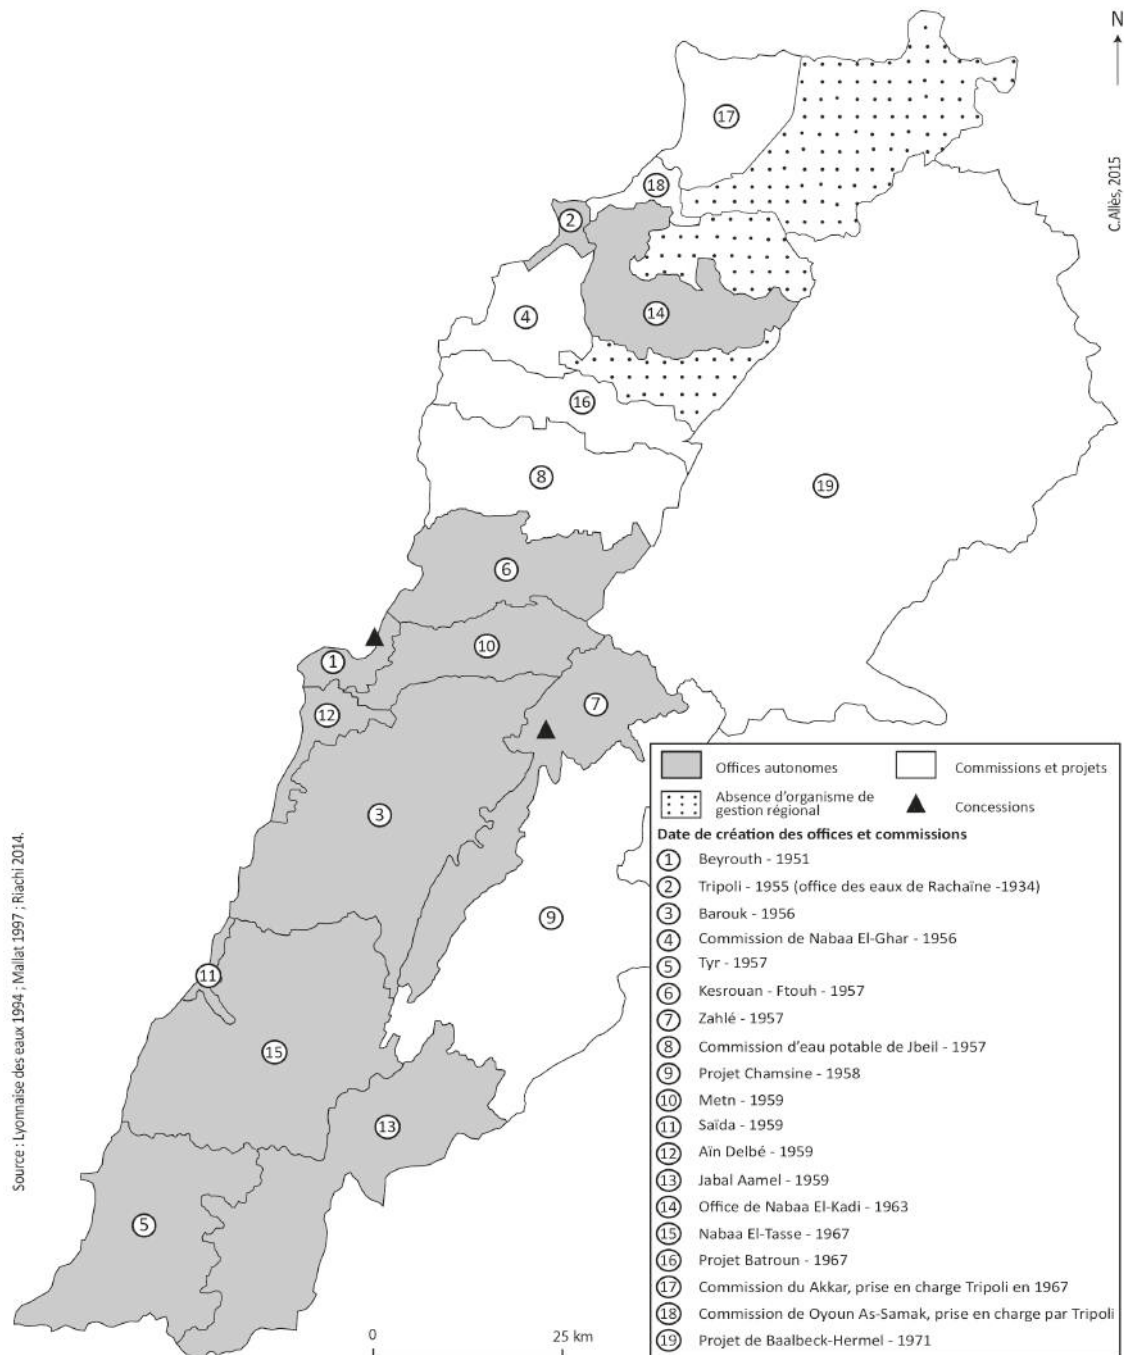 N
C.Allès, 2015
17
18
2
14
4
16
8
19
6
10
1
7
12
3
9
11
15
13
5
Source : Lyonnaise des eaux 1994 ; Mallat 1997 ; Riachi 2014.
0 25 km
Offices autonomes
Commissions et projets
Absence d'organisme de
gestion régional
Concessions
Date de création des offices et commissions
1 Beyrouth - 1951
2 Tripoli - 1955 (office des eaux de Rachaïne -1934)
3 Barouk - 1956
4 Commission de Nabaa El-Ghar - 1956
5 Tyr - 1957
6 Kesrouan - Ftouh - 1957
7 Zahlé - 1957
8 Commission d'eau potable de Jbeil - 1957
9 Projet Chamsine - 1958
10 Metn - 1959
11 Saïda - 1959
12 Aïn Delbé - 1959
13 Jabal Aamel - 1959
14 Office de Nabaa El-Kadi - 1963
15 Nabaa El-Tasse - 1967
16 Projet Batroun - 1967
17 Commission du Akkar, prise en charge Tripoli en 1967
18 Commission de Oyoun As-Samak, prise en charge par Tripoli
19 Projet de Baalbeck-Hermel - 1971